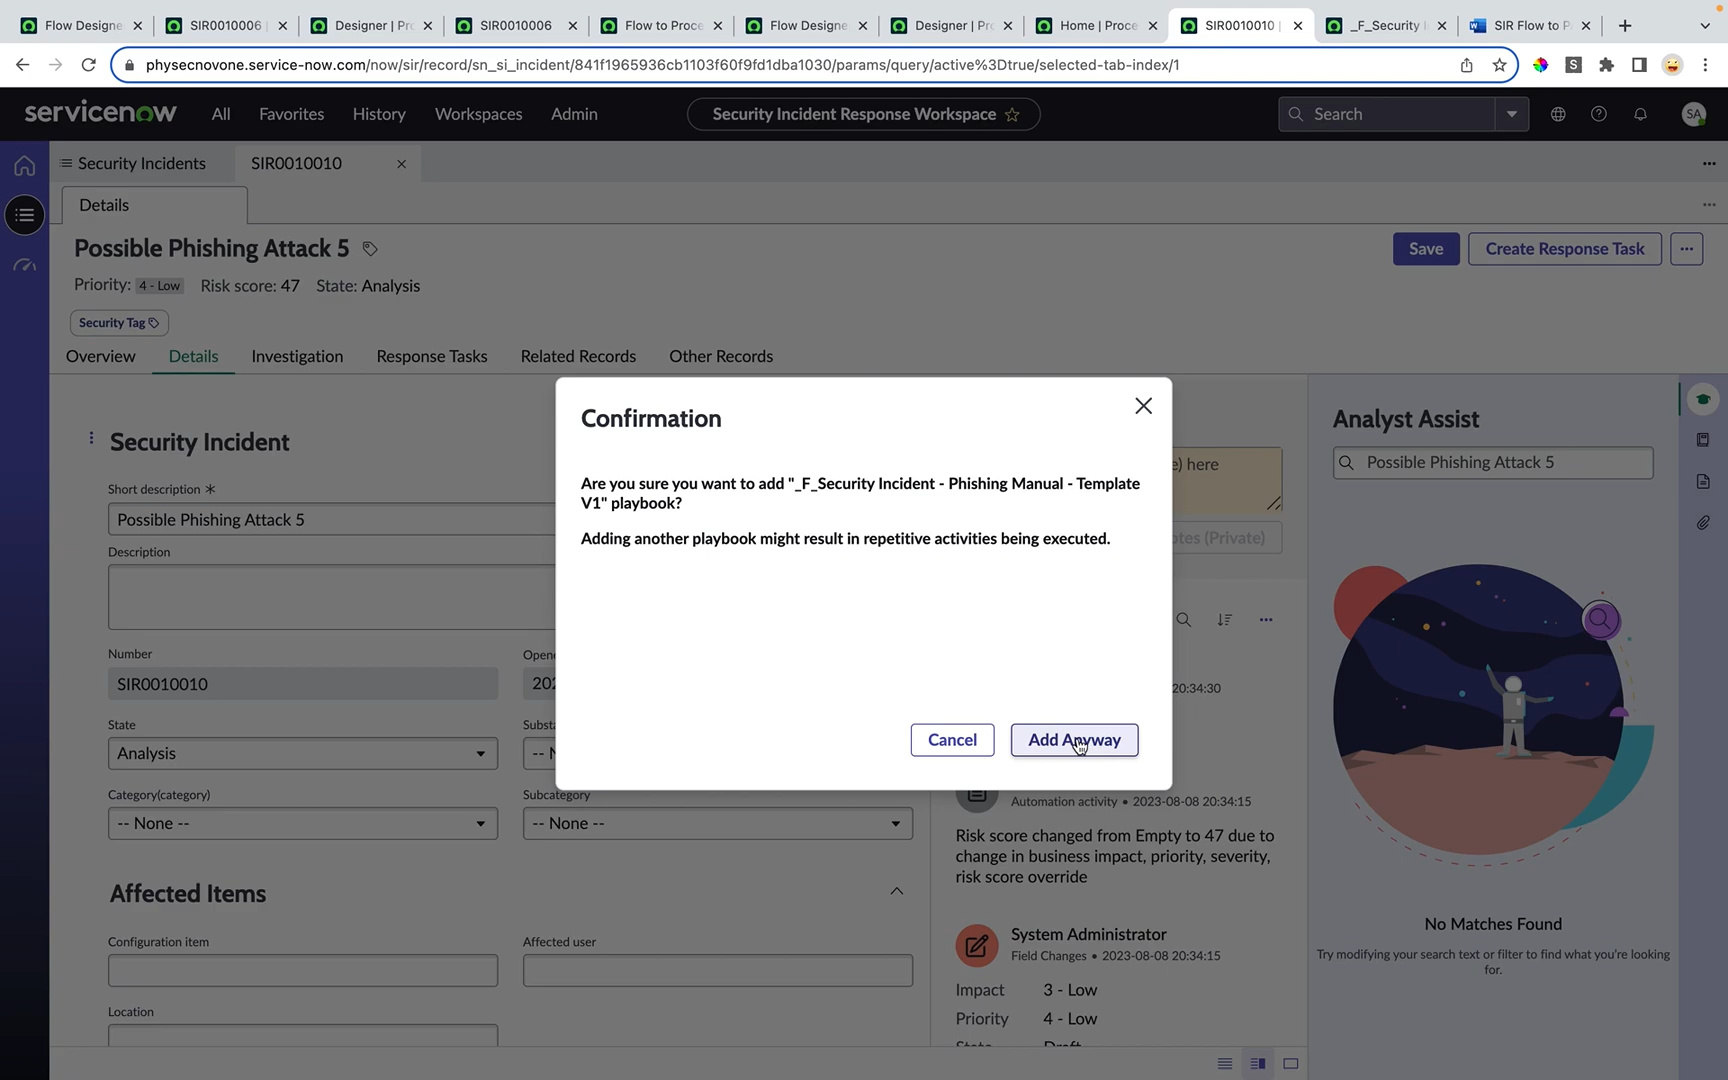 Flow Designe
SIR0010006
Designer | Pr
SIR0010006
Flow to Proce
Flow Designe
Designer | Pr
Home | Proce
SIR0010010
_F_Security I
SIR Flow to P
physecnovone.service-now.com/now/sir/record/sn_si_incident/841f1965936cb1103f60f9fd1dba1030/params/query/active%3Dtrue/selected-tab-index/1
servicenow
All
Favorites
History
Workspaces
Admin
Security Incident Response Workspace
Search
SA
Security Incidents
SIR0010010
Details
Possible Phishing Attack 5
Save
Create Response Task
Priority: 4 - Low Risk score: 47 State: Analysis
Security Tag
Overview
Details
Investigation
Response Tasks
Related Records
Other Records
Confirmation
Are you sure you want to add "_F_Security Incident - Phishing Manual - Template
V1" playbook?
Adding another playbook might result in repetitive activities being executed.
Cancel
Add Anyway
Security Incident
Short description *
Possible Phishing Attack 5
Description
Number
SIR0010010
Opene
202
State
Analysis
Substa
-- N
Category(category)
-- None --
Subcategory
-- None --
Affected Items
Configuration item
Affected user
Location
e) here
otes (Private)
20:34:30
Automation activity • 2023-08-08 20:34:15
Risk score changed from Empty to 47 due to
change in business impact, priority, severity,
risk score override
System Administrator
Field Changes • 2023-08-08 20:34:15
Impact 3 - Low
Priority 4 - Low
State Draft
Analyst Assist
Possible Phishing Attack 5
No Matches Found
Try modifying your search text or filter to find what you're looking
for.